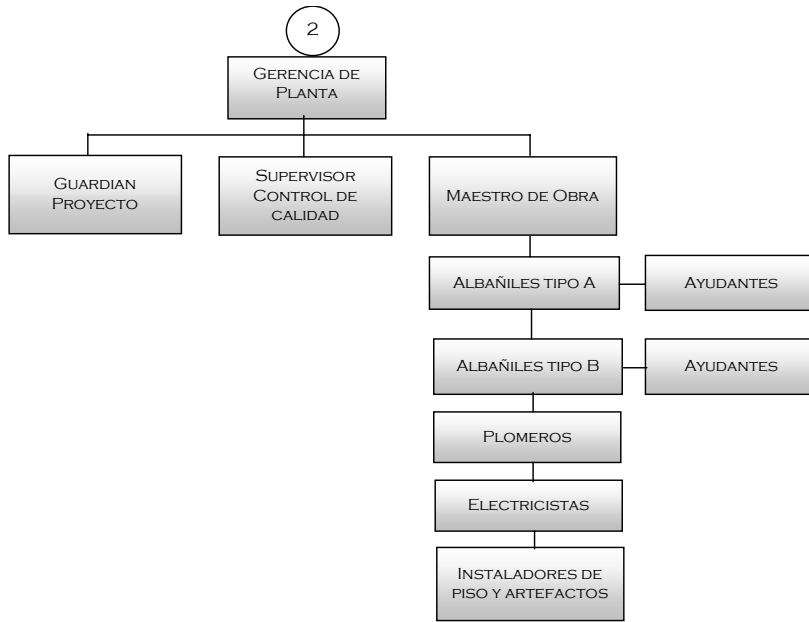 2
GERENCIA DE
PLANTA
GUARDIAN
PROYECTO
SUPERVISOR
CONTROL DE
CALIDAD
MAESTRO DE OBRA
ALBAÑILES TIPO A
AYUDANTES
ALBAÑILES TIPO B
AYUDANTES
PLOMEROS
ELECTRICISTAS
INSTALADORES DE
PISO Y ARTEFACTOS